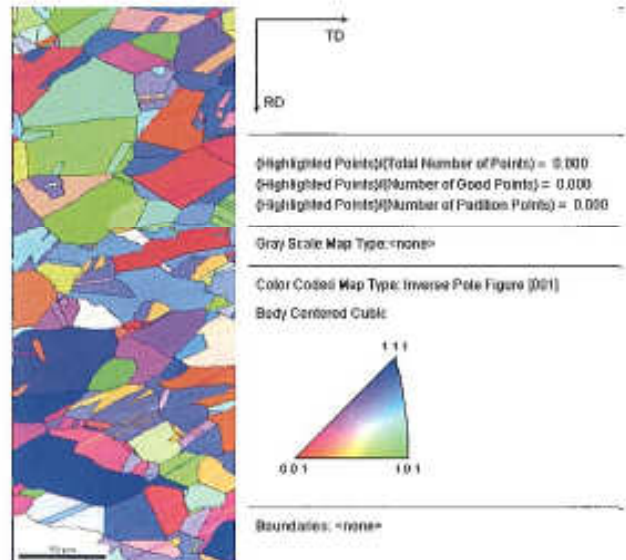 TD
RD
(Highlighted Points)/(Total Number of Points) = 0.000
(Highlighted Points)/(Number of Good Points) = 0.000
(Highlighted Points)/(Number of Partition Points) = 0.000
Gray Scale Map Type:<none>
Color Coded Map Type: Inverse Pole Figure [001]
Body Centered Cubic
1 1 1
0 0 1
1 0 1
Boundaries: <none>